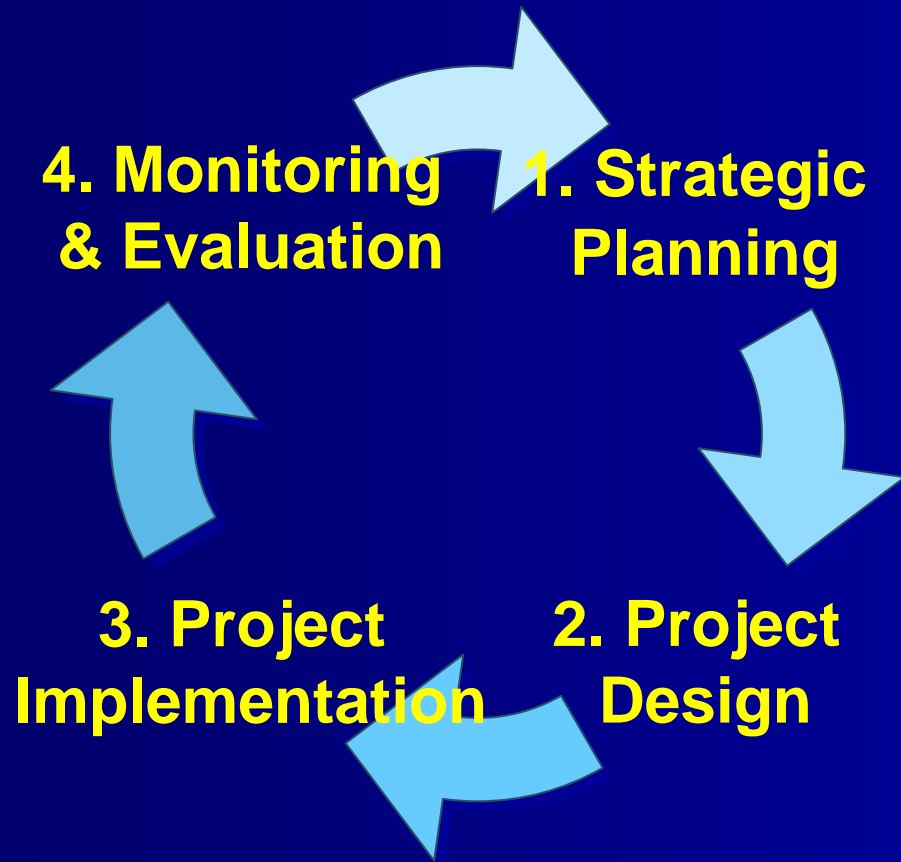 4. Monitoring
& Evaluation
1. Strategic
Planning
3. Project
Implementation
2. Project
Design